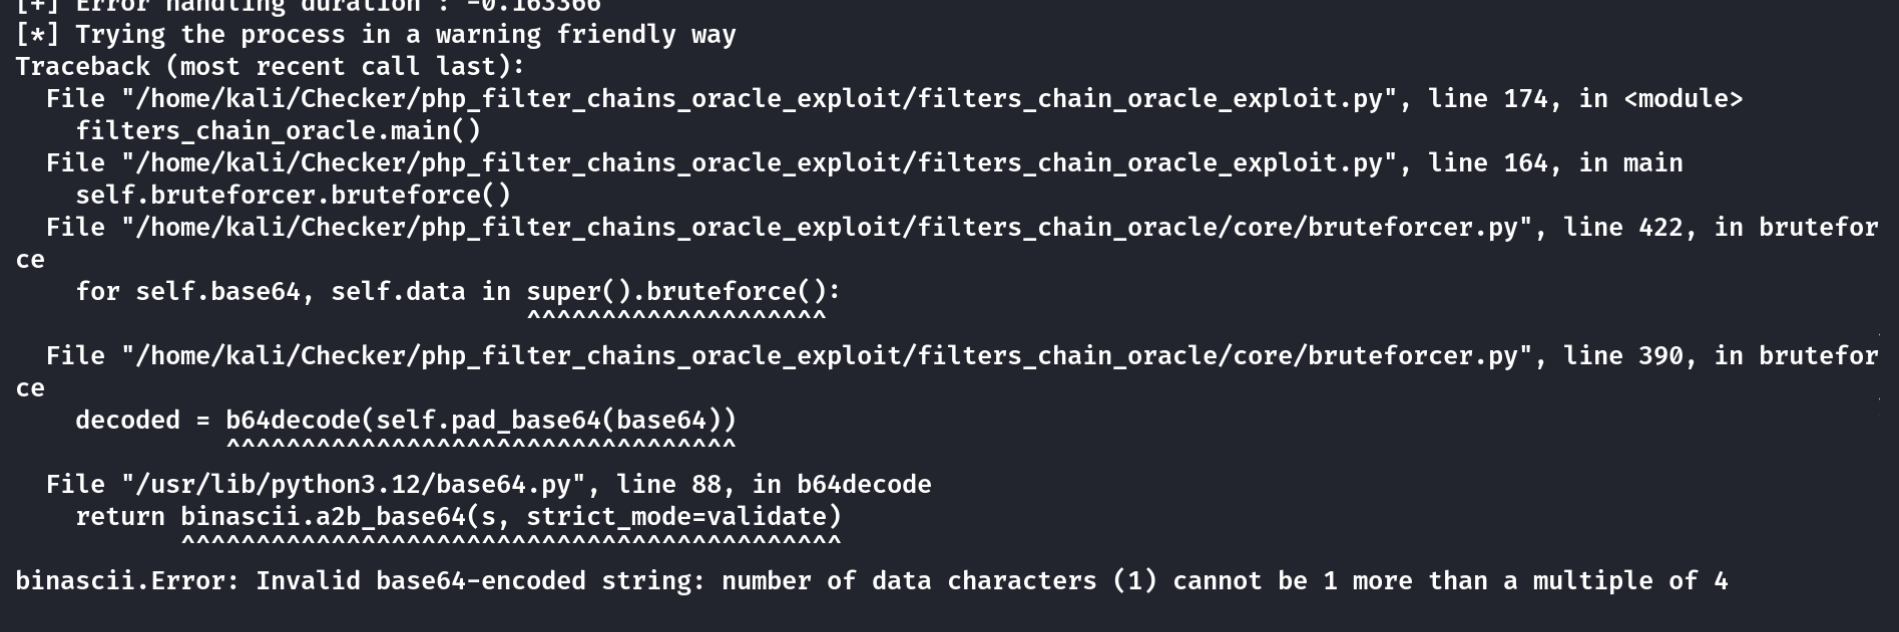 [+] Error handling duration : -0.163366
[*] Trying the process in a warning friendly way
Traceback (most recent call last):
  File "/home/kali/Checker/php_filter_chains_oracle_exploit/filters_chain_oracle_exploit.py", line 174, in <module>
    filters_chain_oracle.main()
  File "/home/kali/Checker/php_filter_chains_oracle_exploit/filters_chain_oracle_exploit.py", line 164, in main
    self.bruteforcer.bruteforce()
  File "/home/kali/Checker/php_filter_chains_oracle_exploit/filters_chain_oracle/core/bruteforcer.py", line 422, in brutefor
ce
    for self.base64, self.data in super().bruteforce():
                                  ^^^^^^^^^^^^^^^^^^^^
  File "/home/kali/Checker/php_filter_chains_oracle_exploit/filters_chain_oracle/core/bruteforcer.py", line 390, in brutefor
ce
    decoded = b64decode(self.pad_base64(base64))
              ^^^^^^^^^^^^^^^^^^^^^^^^^^^^^^^^^^
  File "/usr/lib/python3.12/base64.py", line 88, in b64decode
    return binascii.a2b_base64(s, strict_mode=validate)
           ^^^^^^^^^^^^^^^^^^^^^^^^^^^^^^^^^^^^^^^^^^^^
binascii.Error: Invalid base64-encoded string: number of data characters (1) cannot be 1 more than a multiple of 4